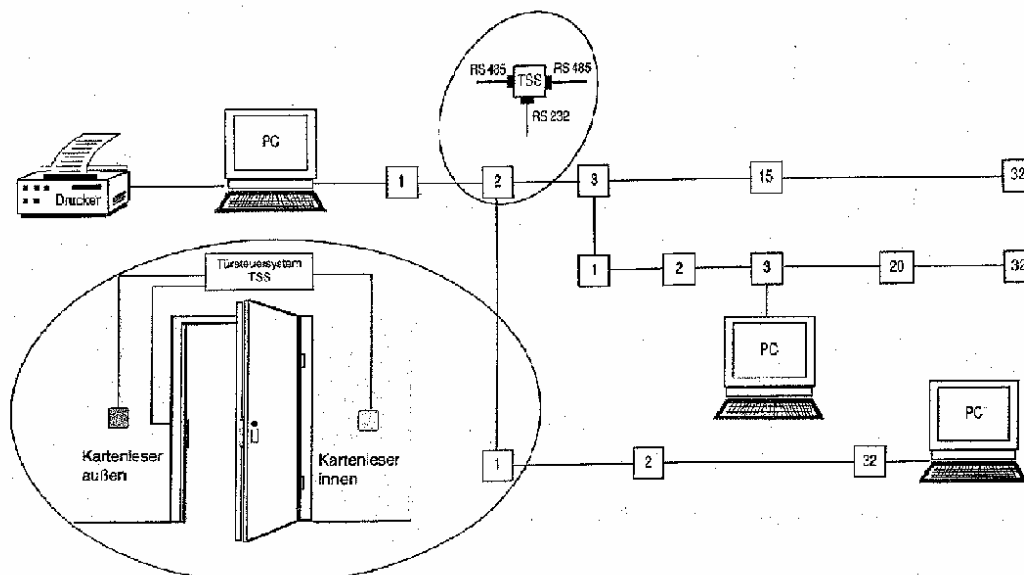 RS 485
TSS
RS 485
RS 232
PC
Drucker
1
2
3
15
32
1
2
3
20
32
Türsteuersystem
TSS
PC
PC
Kartenleser
außen
Kartenleser
innen
1
2
32